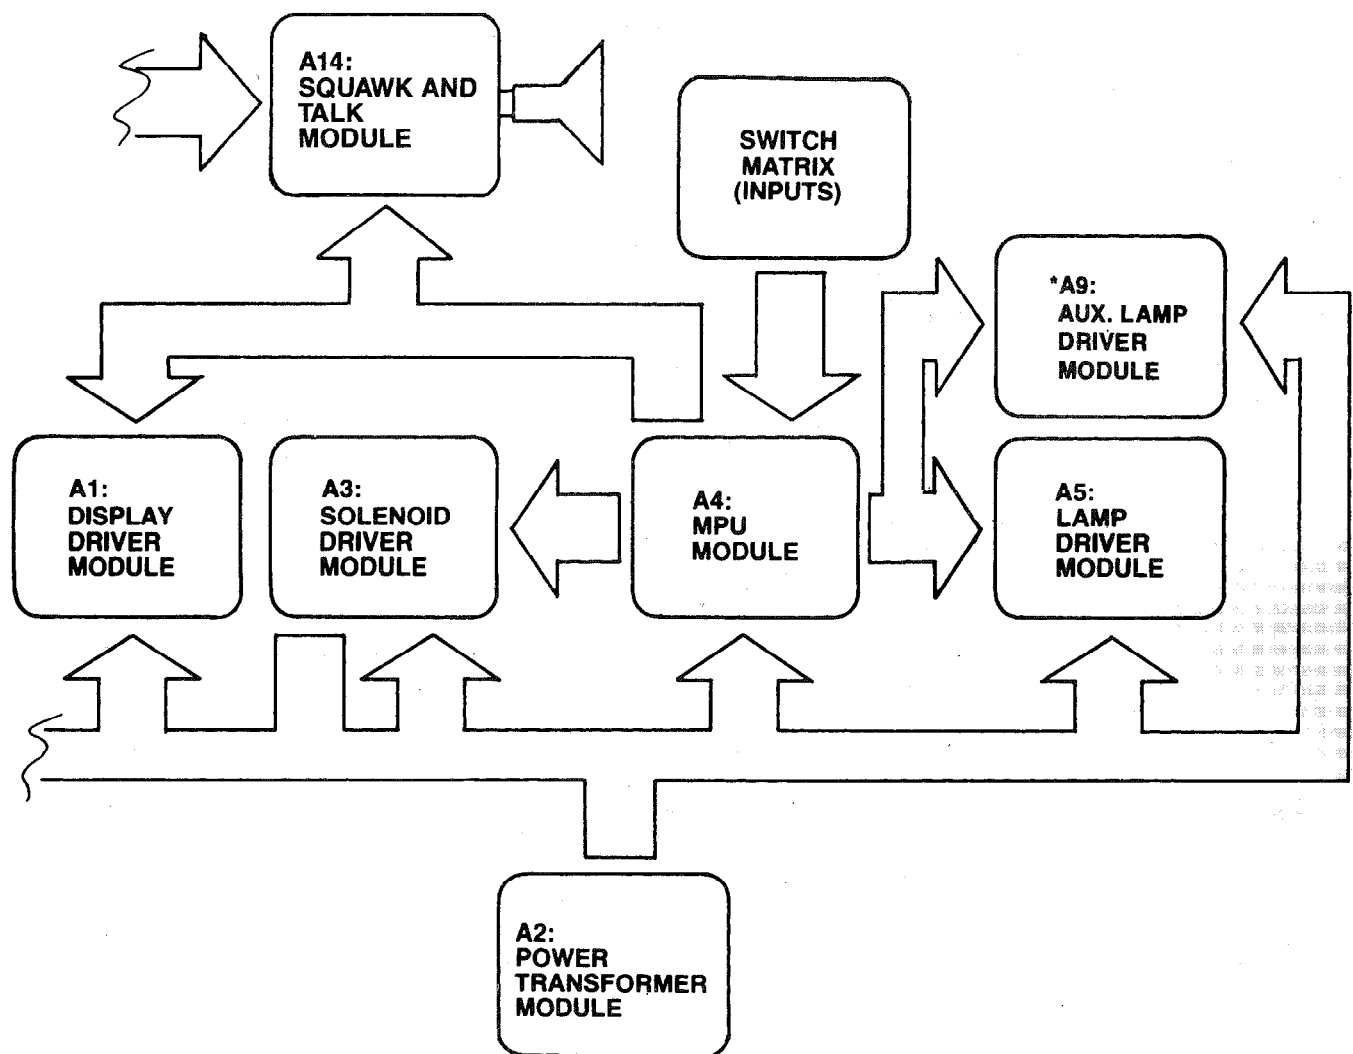 A14:
SQUAWK AND
TALK
MODULE
SWITCH
MATRIX
(INPUTS)
*A9:
AUX. LAMP
DRIVER
MODULE
A1:
DISPLAY
DRIVER
MODULE
A3:
SOLENOID
DRIVER
MODULE
A4:
MPU
MODULE
A5:
LAMP
DRIVER
MODULE
A2:
POWER
TRANSFORMER
MODULE